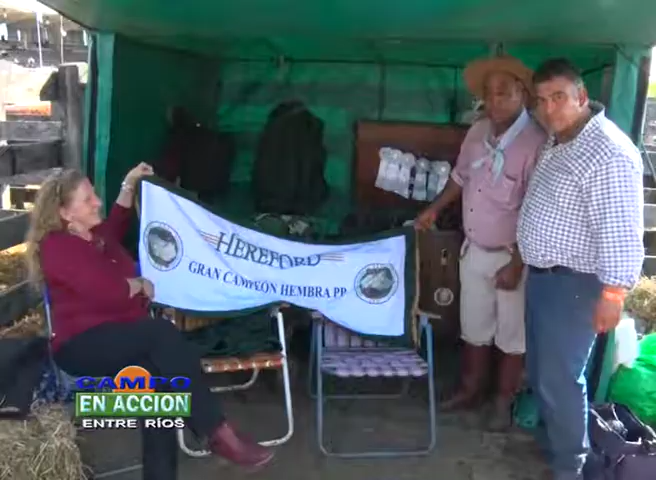 HEREFORD
GRAN CAMPEÓN HEMBRA PP
CAMPO
EN ACCION
ENTRE RÍOS